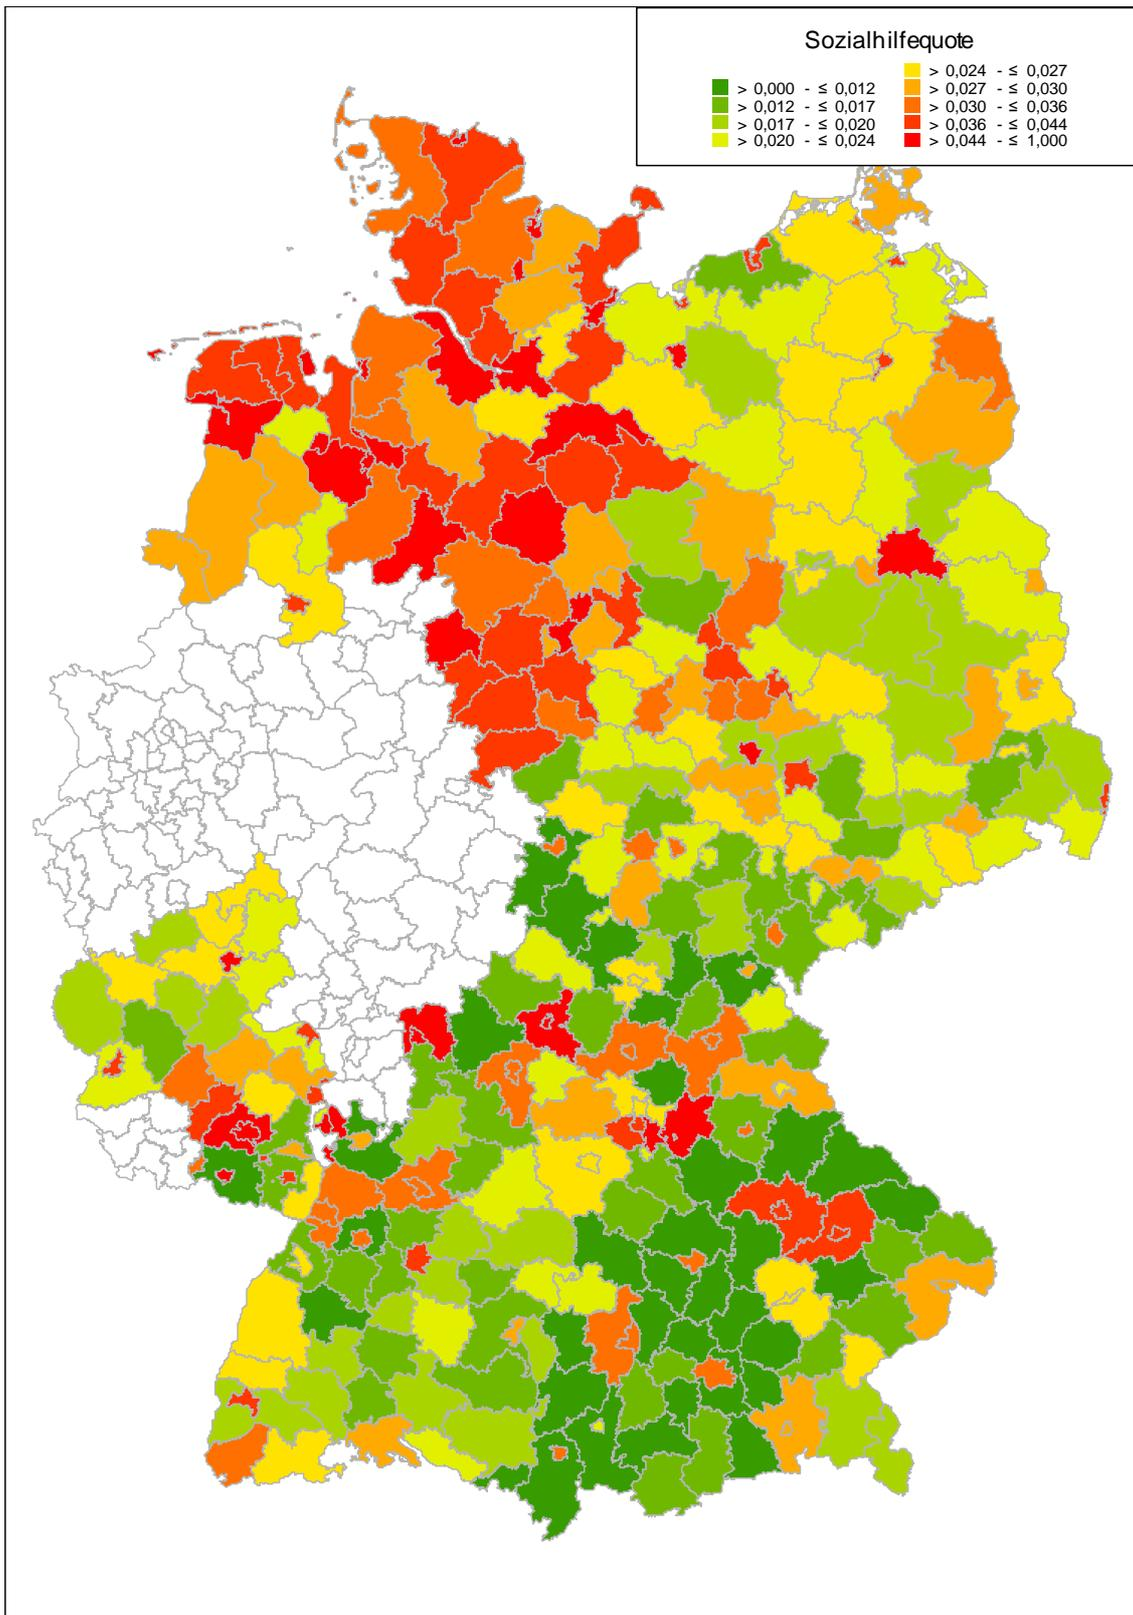 Sozialhilfequote
> 0,000 - ≤ 0,012
> 0,012 - ≤ 0,017
> 0,017 - ≤ 0,020
> 0,020 - ≤ 0,024
> 0,024 - ≤ 0,027
> 0,027 - ≤ 0,030
> 0,030 - ≤ 0,036
> 0,036 - ≤ 0,044
> 0,044 - ≤ 1,000